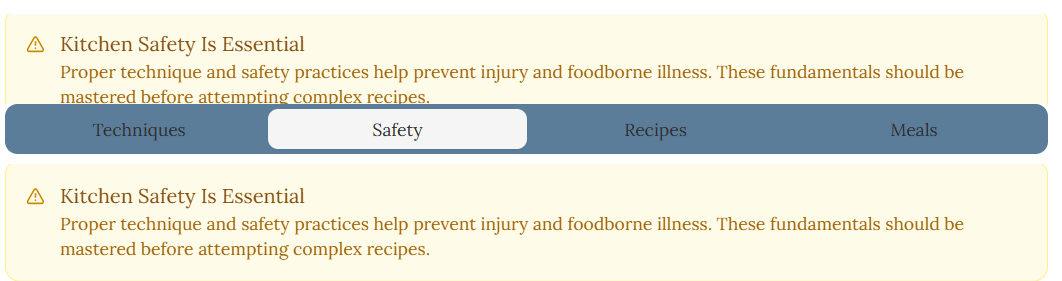 Kitchen Safety Is Essential
Proper technique and safety practices help prevent injury and foodborne illness. These fundamentals should be
mastered before attempting complex recipes.
Techniques Safety Recipes Meals
Kitchen Safety Is Essential
Proper technique and safety practices help prevent injury and foodborne illness. These fundamentals should be
mastered before attempting complex recipes.